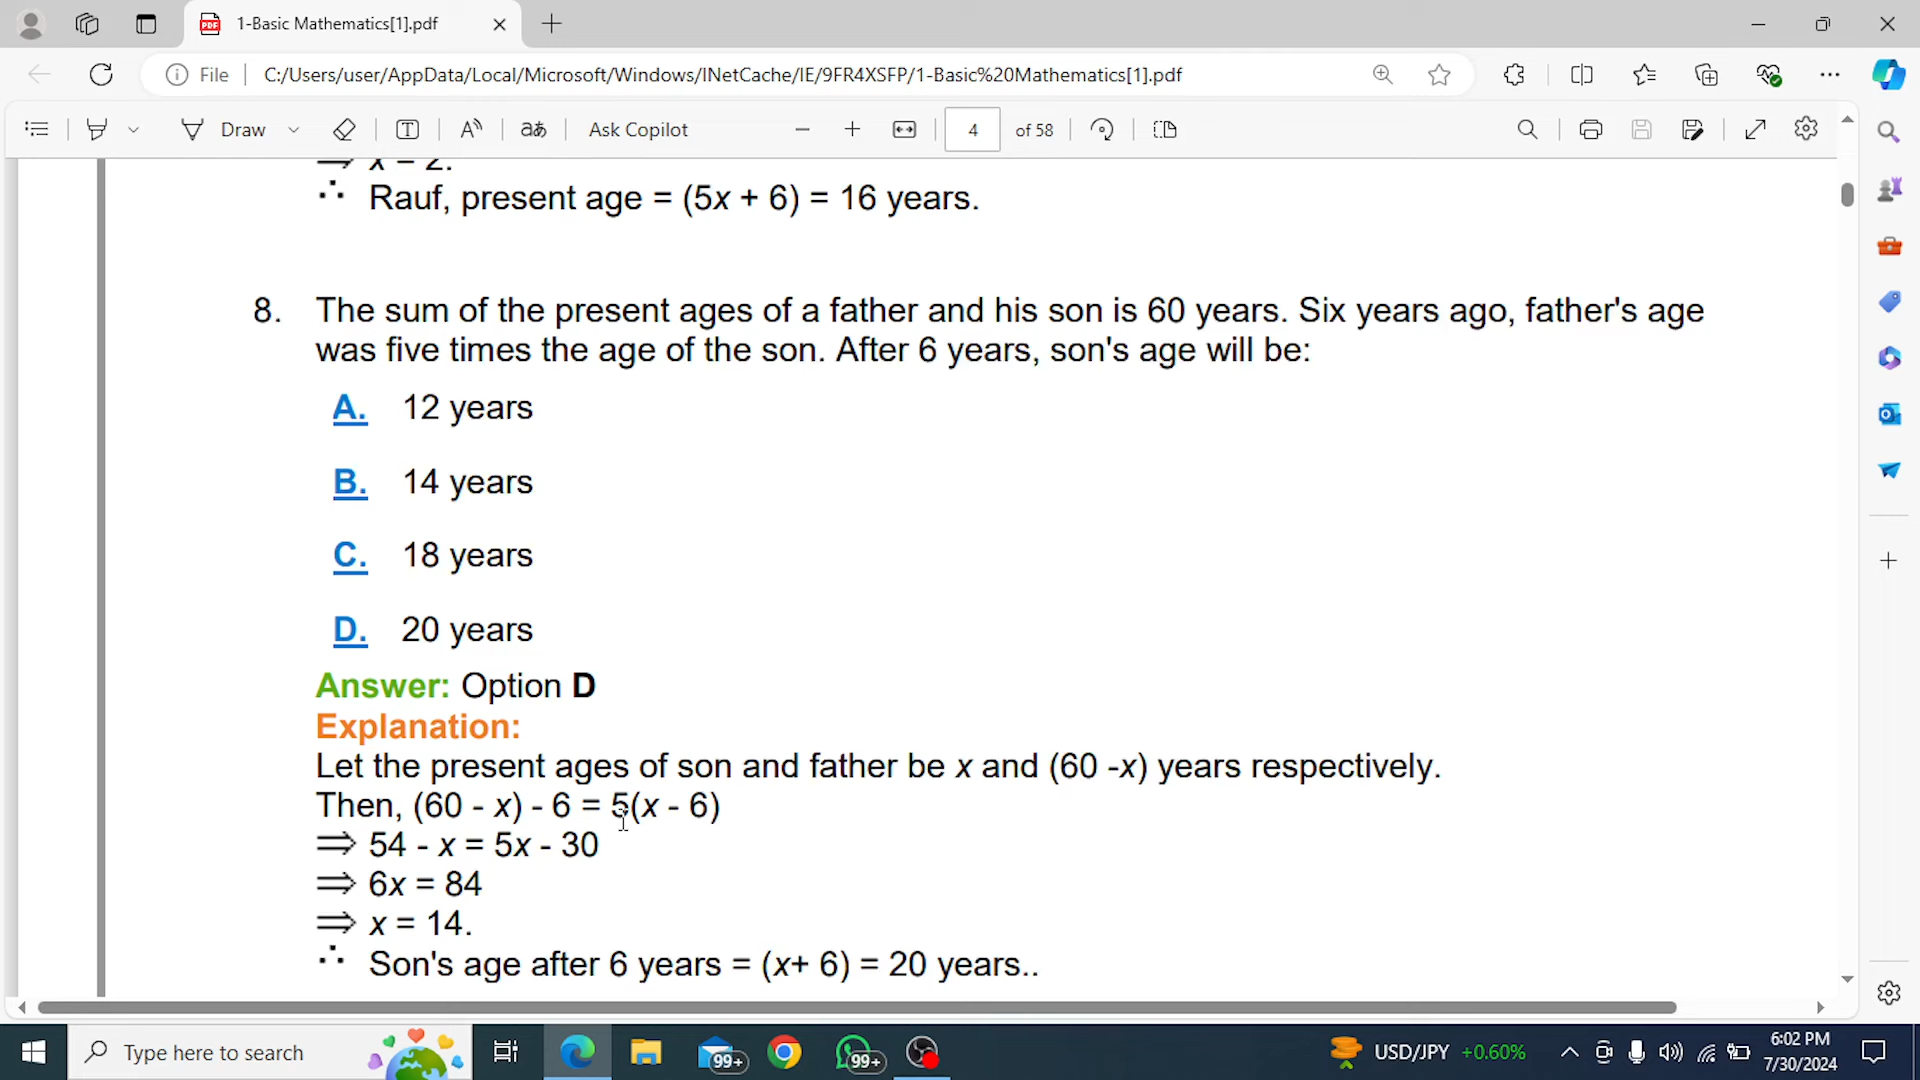 1-Basic Mathematics[1].pdf
File C:/Users/user/AppData/Local/Microsoft/Windows/INetCache/IE/9FR4XSFP/1-Basic%20Mathematics[1].pdf
Draw Ask Copilot 4 of 58
⇒ x = 2.
∴ Rauf, present age = (5x + 6) = 16 years.
8. The sum of the present ages of a father and his son is 60 years. Six years ago, father's age
was five times the age of the son. After 6 years, son's age will be:
A. 12 years
B. 14 years
C. 18 years
D. 20 years
Answer: Option D
Explanation:
Let the present ages of son and father be x and (60 -x) years respectively.
Then, (60 - x) - 6 = 5(x - 6)
⇒ 54 - x = 5x - 30
⇒ 6x = 84
⇒ x = 14.
∴ Son's age after 6 years = (x+ 6) = 20 years..
Type here to search 99+ 99+ USD/JPY +0.60% 6:02 PM
7/30/2024